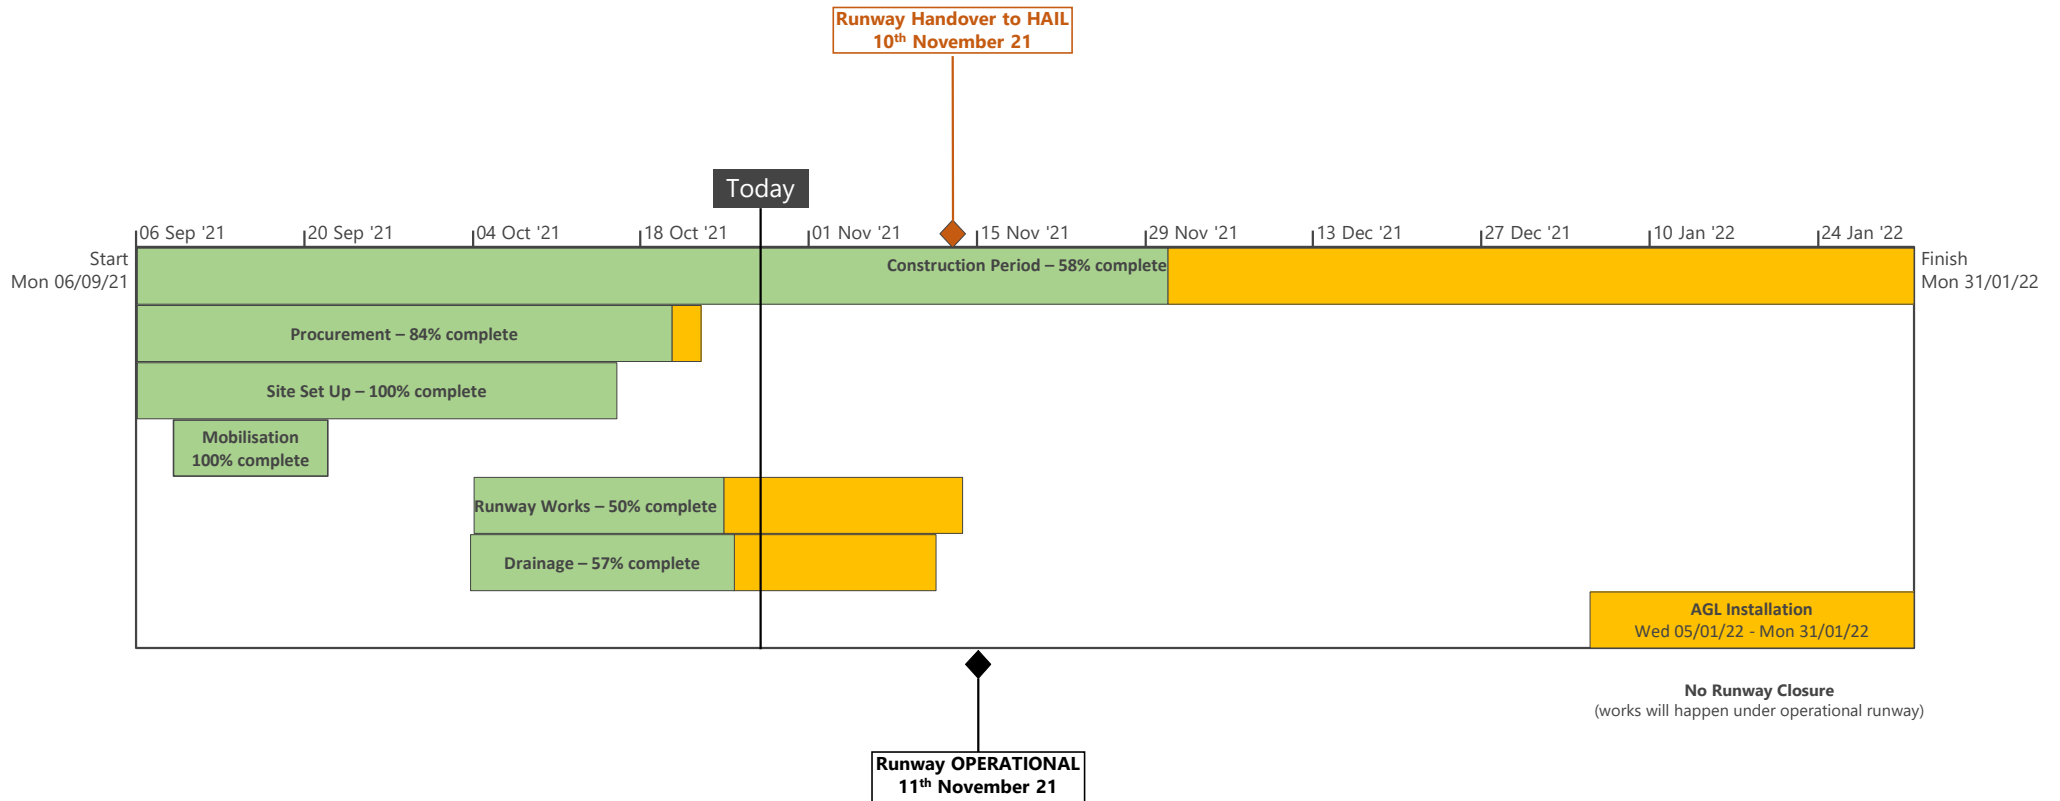 Runway Handover to HAIL
10th November 21
Today
06 Sep '21
20 Sep '21
04 Oct '21
18 Oct '21
01 Nov '21
15 Nov '21
29 Nov '21
13 Dec '21
27 Dec '21
10 Jan '22
24 Jan '22
Start
Mon 06/09/21
Construction Period – 58% complete
Finish
Mon 31/01/22
Procurement – 84% complete
Site Set Up – 100% complete
Mobilisation
100% complete
Runway Works – 50% complete
Drainage – 57% complete
AGL Installation
Wed 05/01/22 - Mon 31/01/22
No Runway Closure
(works will happen under operational runway)
Runway OPERATIONAL
11th November 21